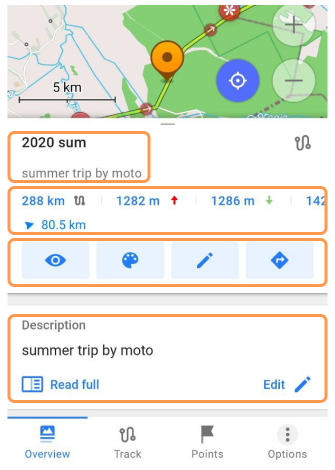 5 km
2020 sum
summer trip by moto
288 km 1282 m 1286 m 142
80.5 km
Description
summer trip by moto
Read full Edit
Overview Track Points Options